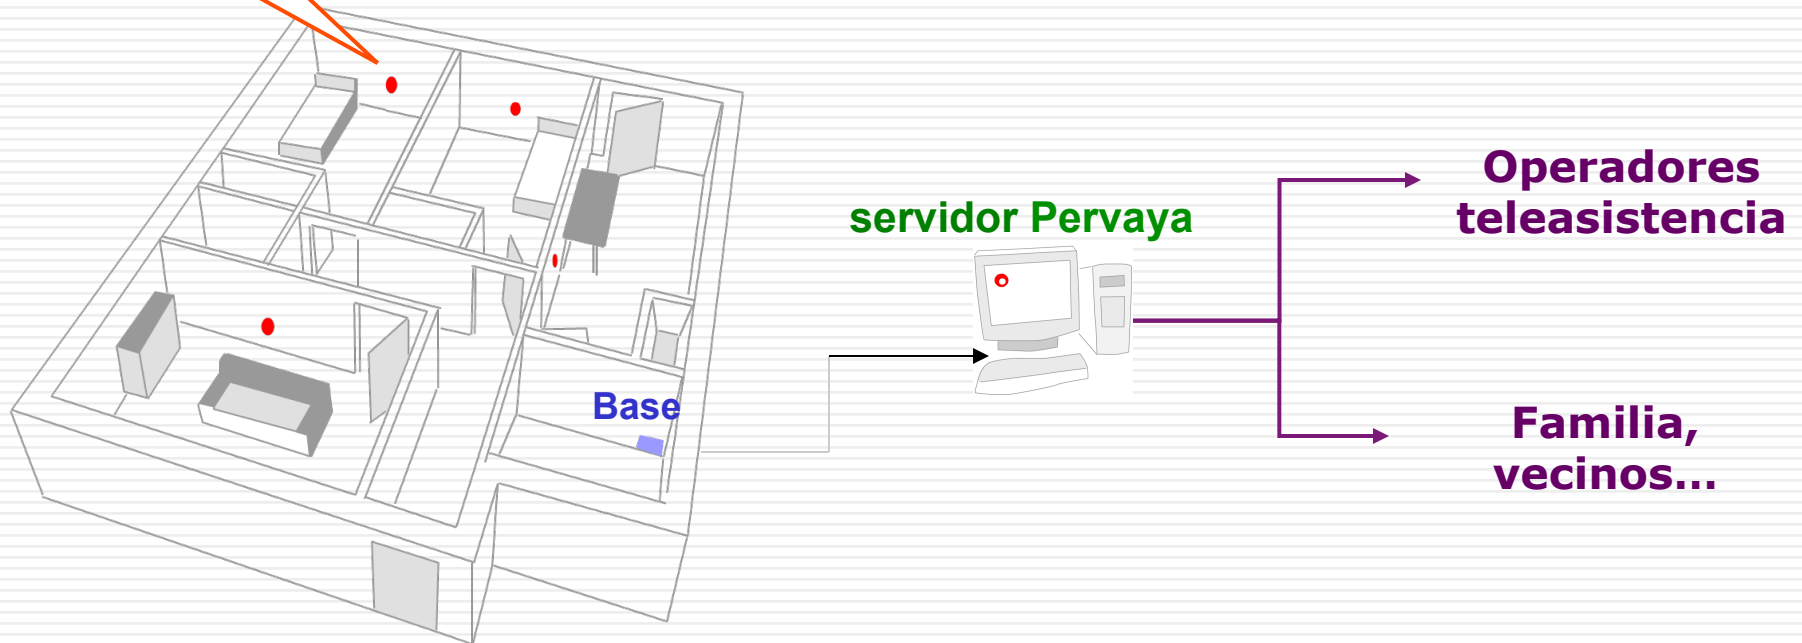 servidor Pervaya
Operadores
teleasistencia
Base
Familia,
vecinos...